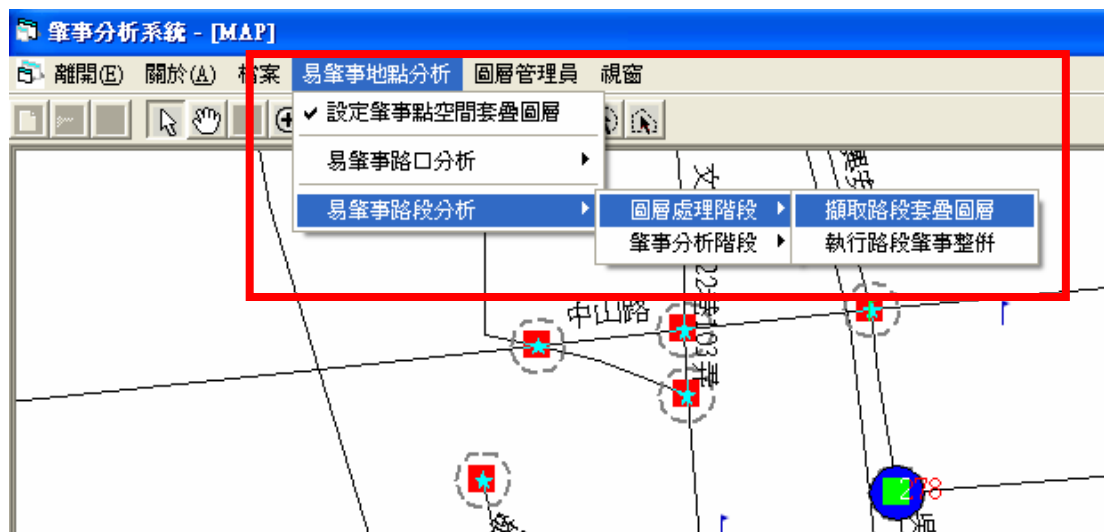 肇事分析系統 - [MAP]
離開(E) 關於(A) 檔案 易肇事地點分析 圖層管理員 視窗
✓ 設定肇事點空間套疊圖層
易肇事路口分析
易肇事路段分析
圖層處理階段
擷取路段套疊圖層
肇事分析階段
執行路段肇事整併
中山路
278